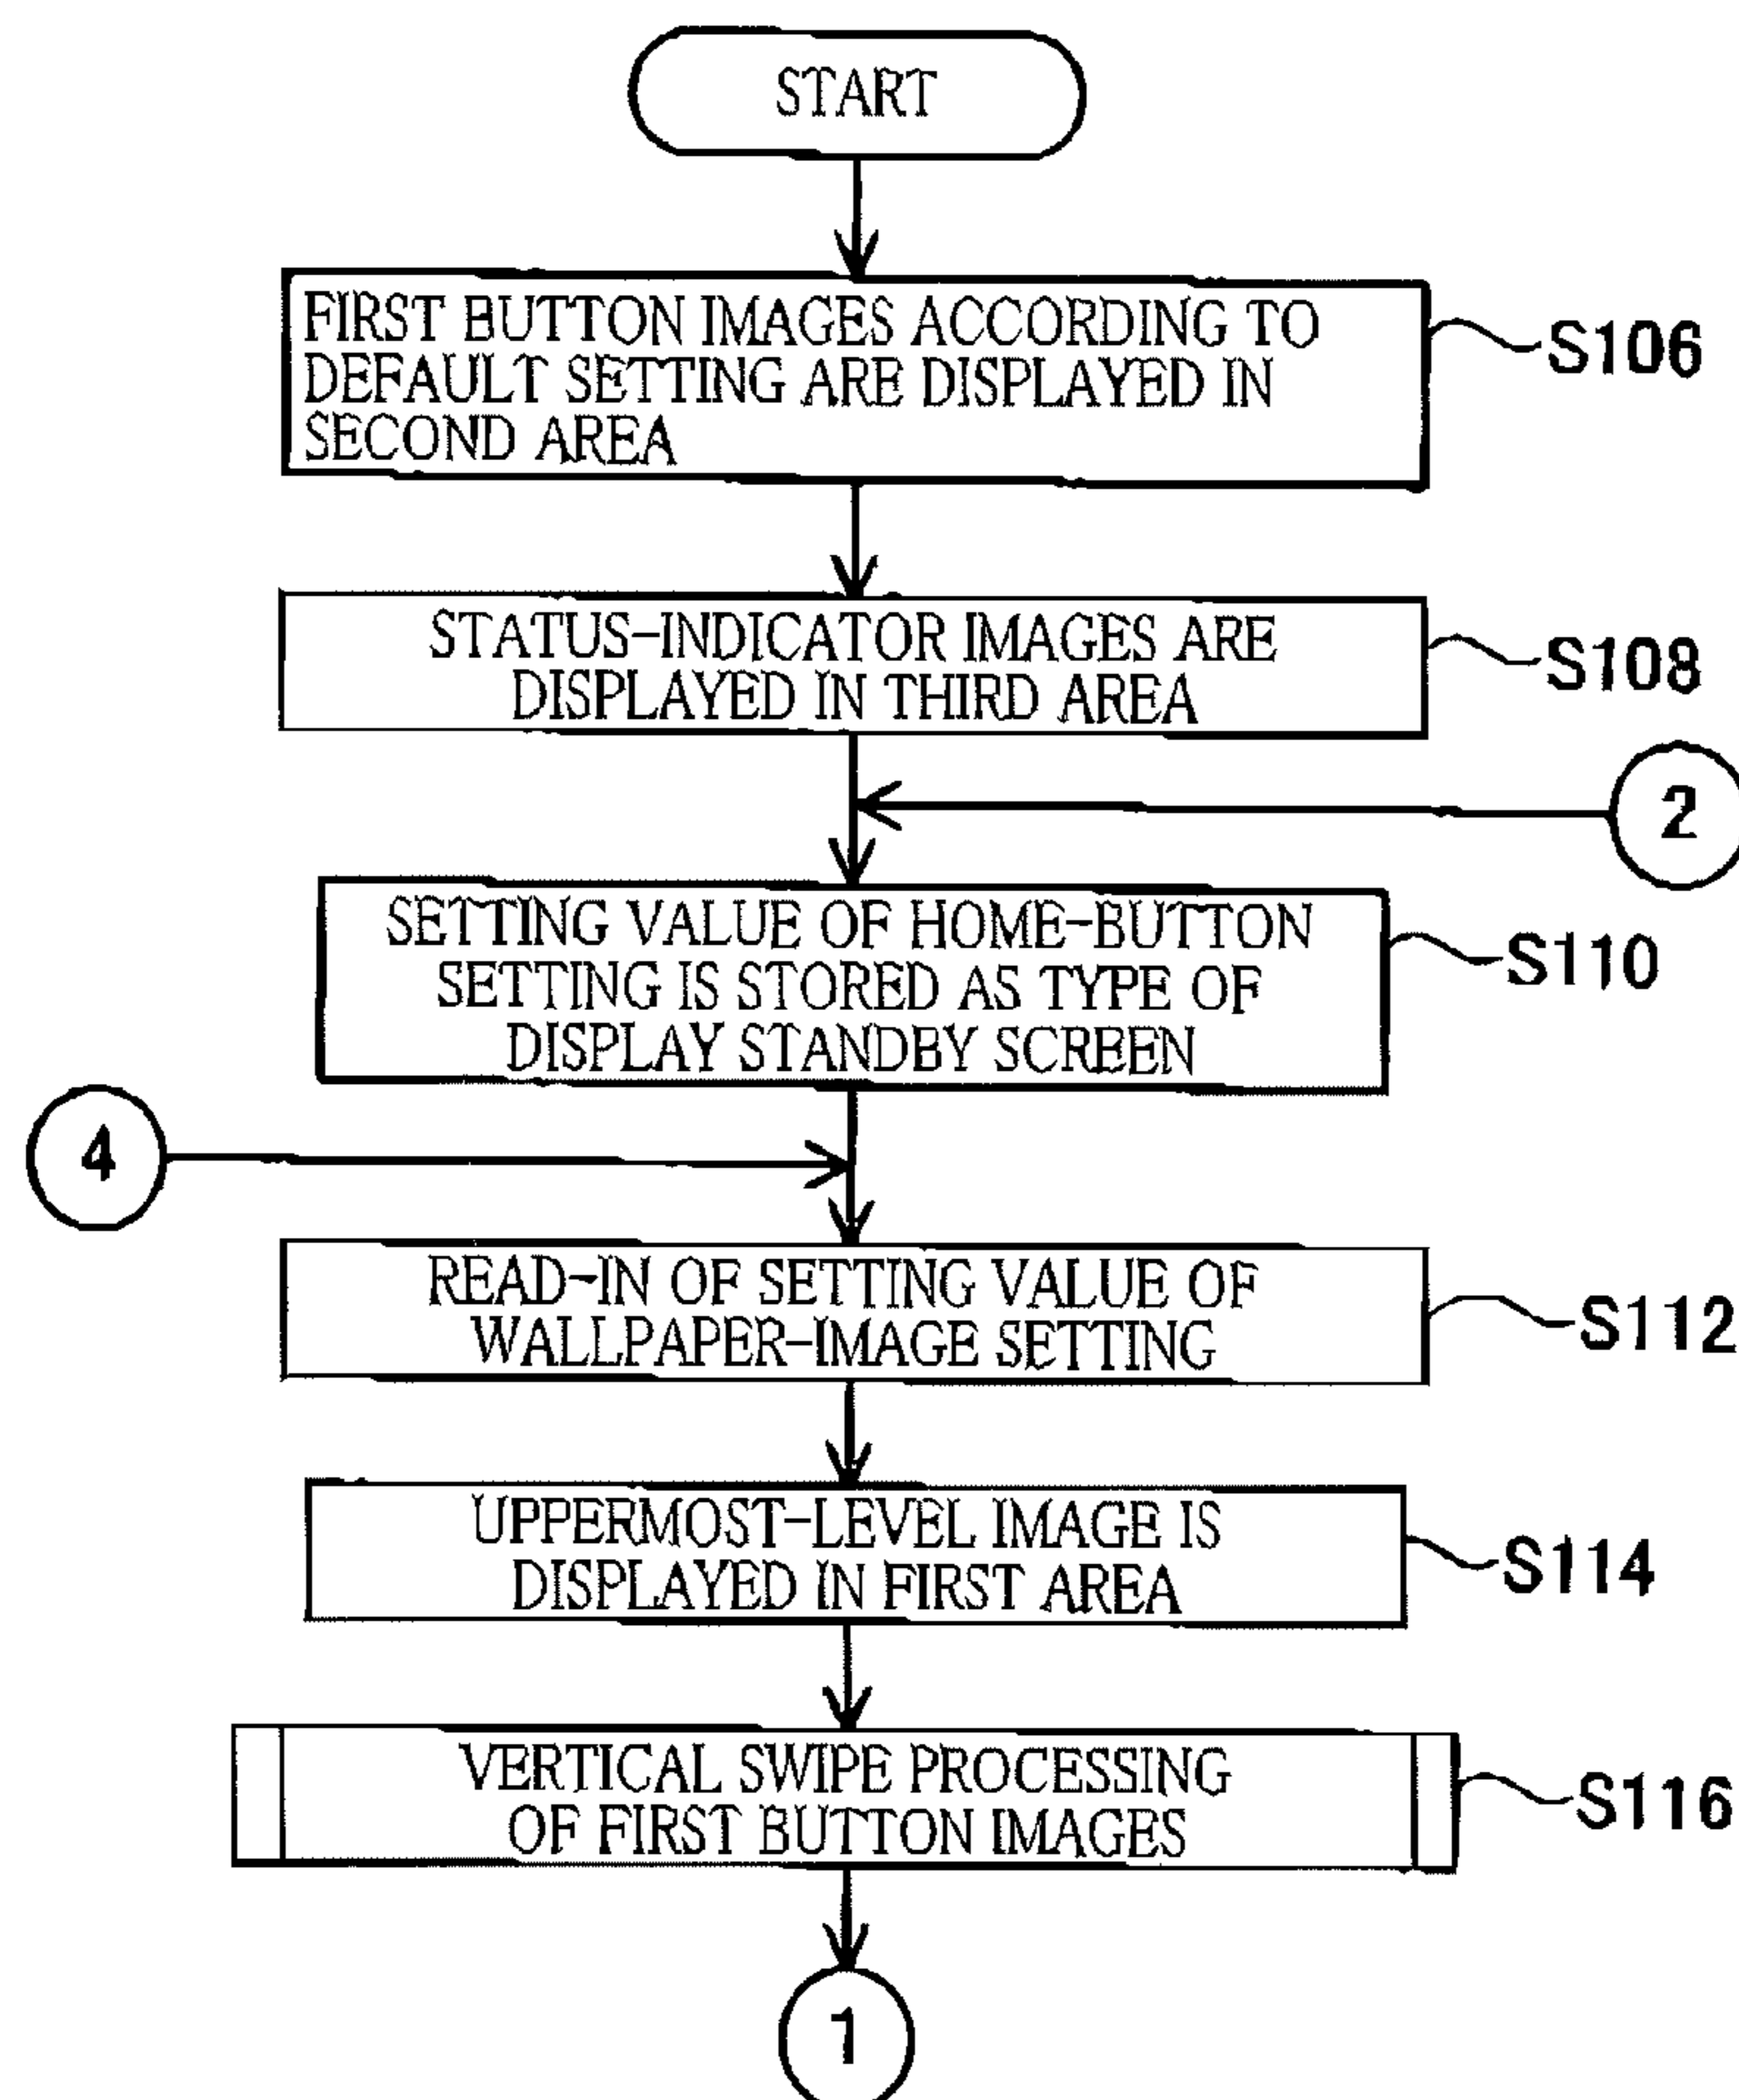 START
FIRST BUTTON IMAGES ACCORDING TO
DEFAULT SETTING ARE DISPLAYED IN
SECOND AREA
S106
STATUS-INDICATOR IMAGES ARE
DISPLAYED IN THIRD AREA
S108
2
SETTING VALUE OF HOME-BUTTON
SETTING IS STORED AS TYPE OF
DISPLAY STANDBY SCREEN
S110
4
READ-IN OF SETTING VALUE OF
WALLPAPER-IMAGE SETTING
S112
UPPERMOST-LEVEL IMAGE IS
DISPLAYED IN FIRST AREA
S114
VERTICAL SWIPE PROCESSING
OF FIRST BUTTON IMAGES
S116
1